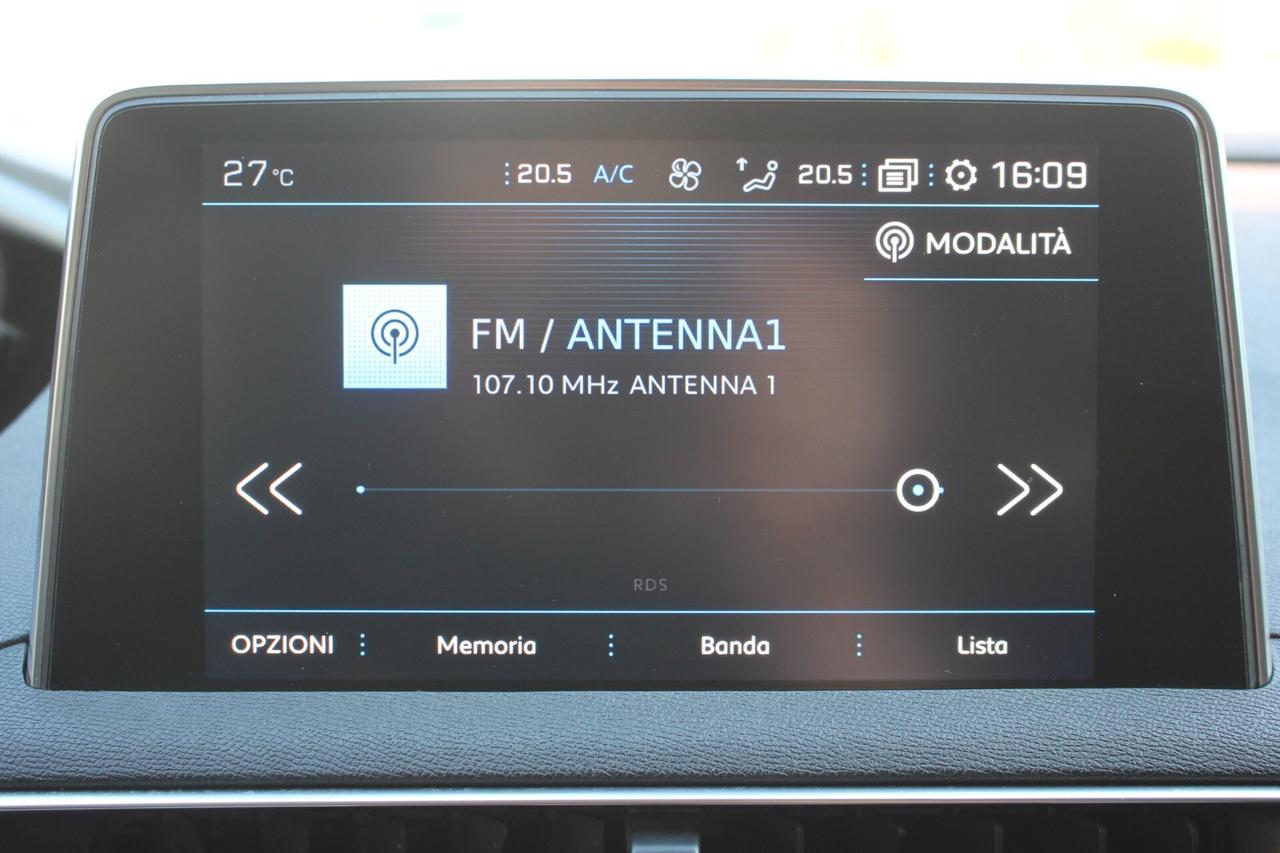 27°C 20.5 A/C 20.5 16:09
MODALITÀ
FM / ANTENNA1
107.10 MHz ANTENNA 1
RDS
OPZIONI Memoria Banda Lista